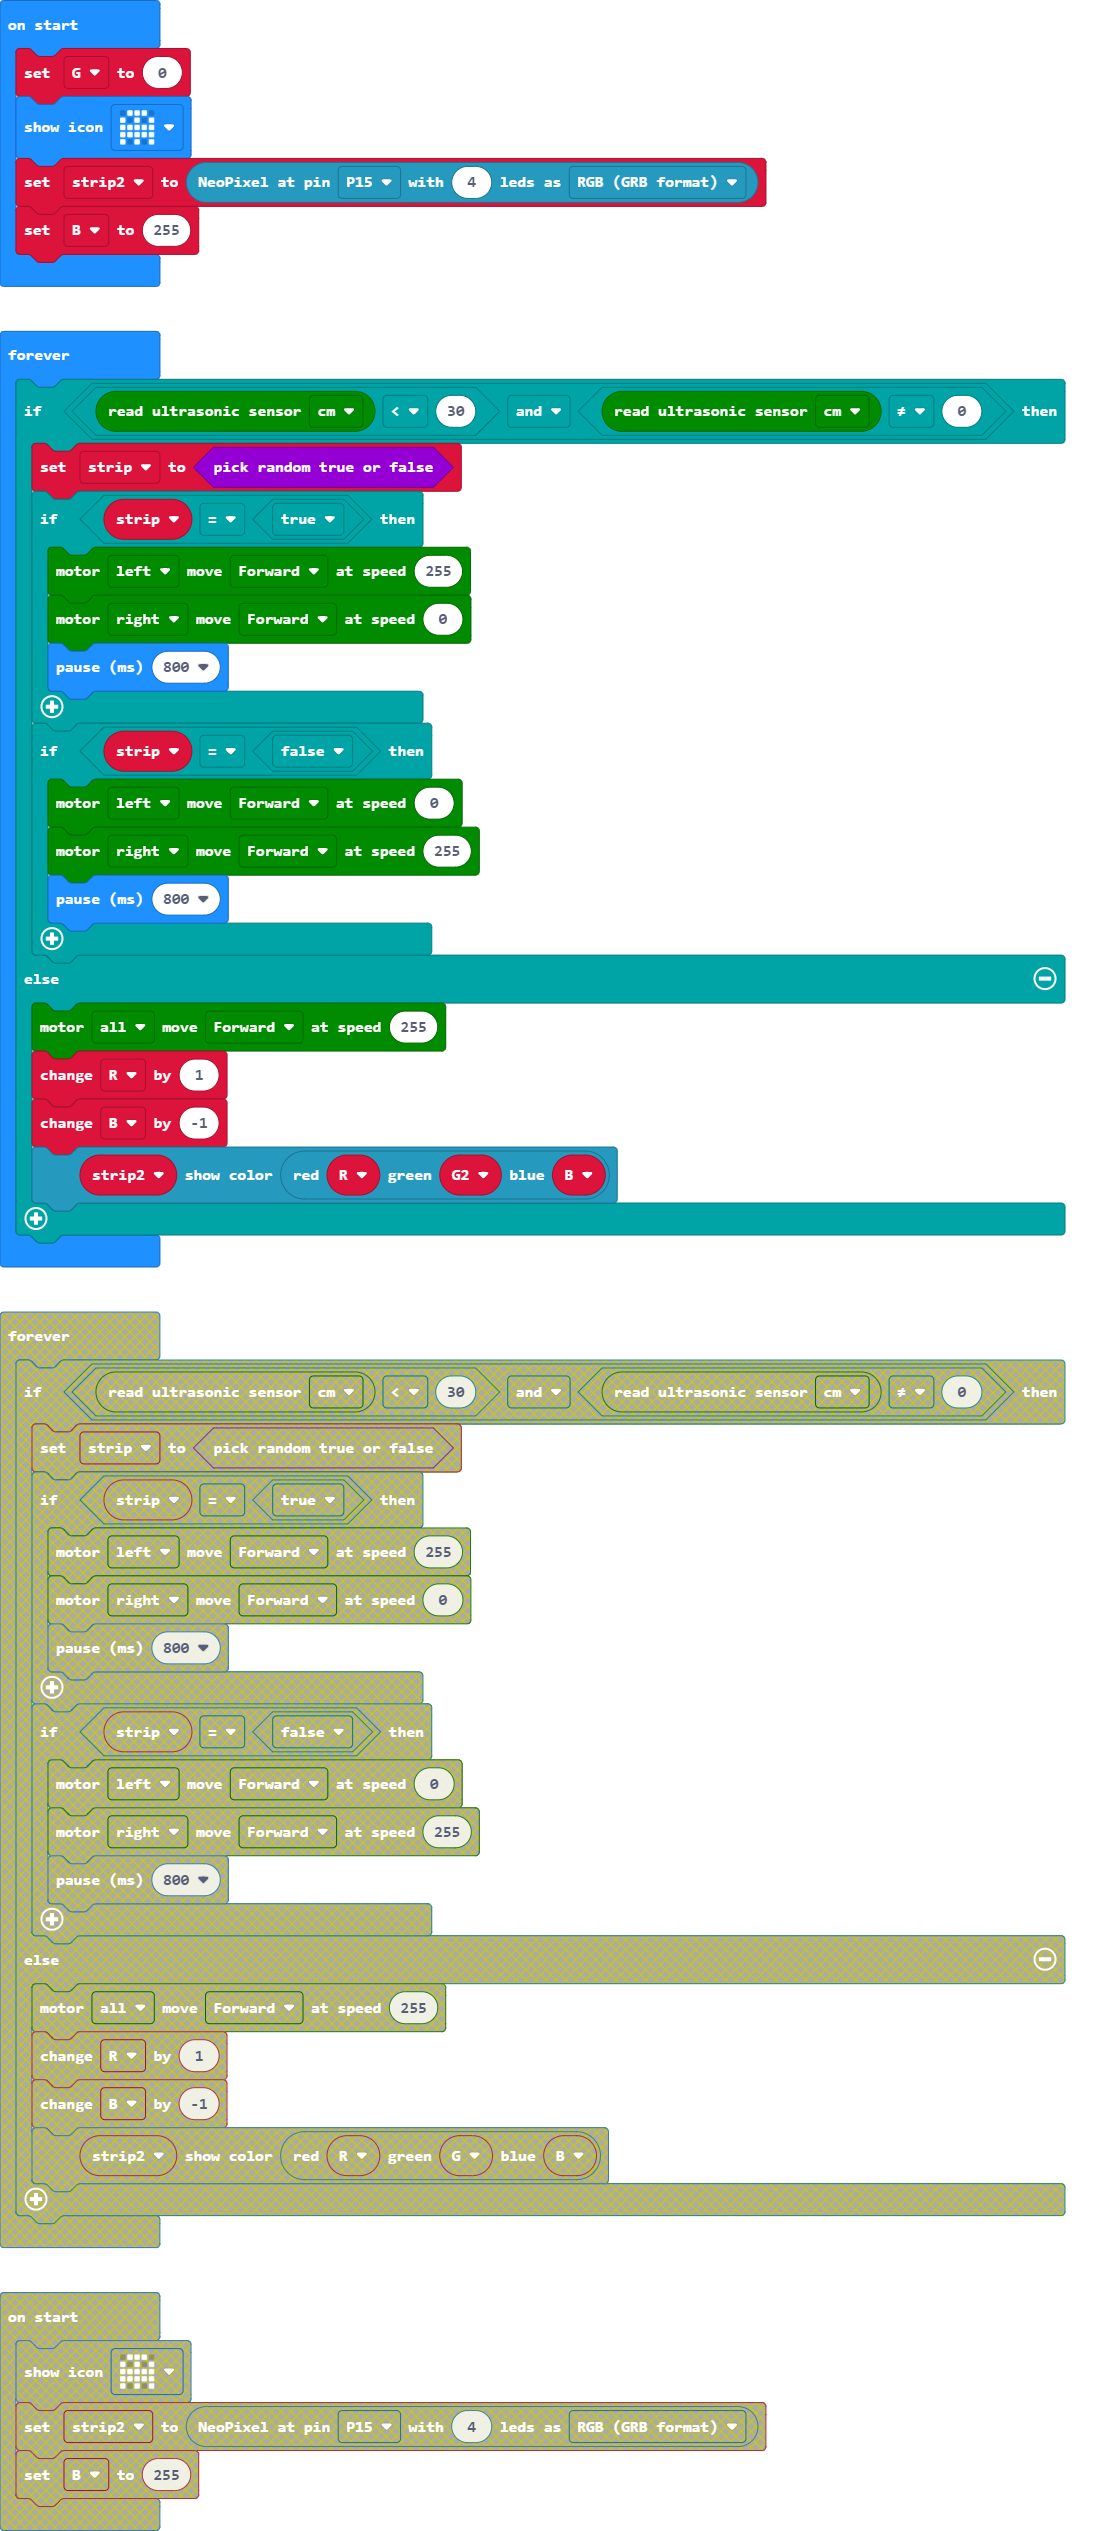 on start
set G to 0
show icon
set strip2 to NeoPixel at pin P15 with 4 leds as RGB (GRB format)
set B to 255
forever
if read ultrasonic sensor cm < 30 and read ultrasonic sensor cm ≠ 0 then
set strip to pick random true or false
if strip = true then
motor left move Forward at speed 255
motor right move Forward at speed 0
pause (ms) 800
if strip = false then
motor left move Forward at speed 0
motor right move Forward at speed 255
pause (ms) 800
else
motor all move Forward at speed 255
change R by 1
change B by -1
strip2 show color red R green G2 blue B
forever
if read ultrasonic sensor cm < 30 and read ultrasonic sensor cm ≠ 0 then
set strip to pick random true or false
if strip = true then
motor left move Forward at speed 255
motor right move Forward at speed 0
pause (ms) 800
if strip = false then
motor left move Forward at speed 0
motor right move Forward at speed 255
pause (ms) 800
else
motor all move Forward at speed 255
change R by 1
change B by -1
strip2 show color red R green G blue B
on start
show icon
set strip2 to NeoPixel at pin P15 with 4 leds as RGB (GRB format)
set B to 255